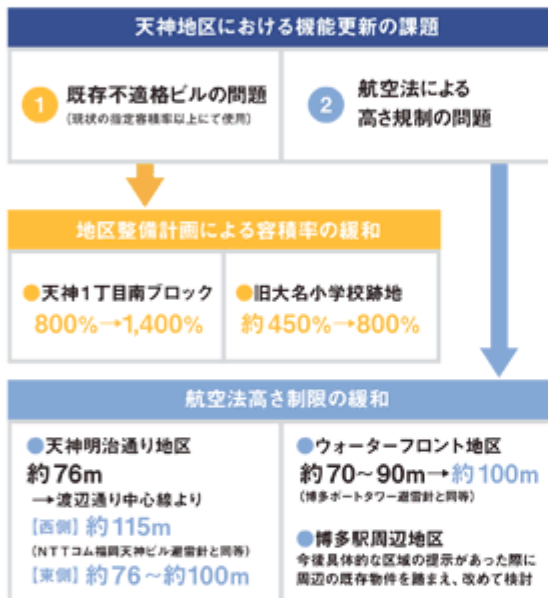 天神地区における機能更新の課題
1 既存不適格ビルの問題
(現状の指定容積率以上にて使用)
2 航空法による
高さ規制の問題
地区整備計画による容積率の緩和
●天神1丁目南ブロック
800%→1,400%
●旧大名小学校跡地
約450%→800%
航空法高さ制限の緩和
●天神明治通り地区
約76m
→渡辺通り中心線より
【西側】約115m
(NTTコム福岡天神ビル避雷針と同等)
【東側】約76～約100m
●ウォーターフロント地区
約70～90m→約100m
(博多ポートタワー避雷針と同等)
●博多駅周辺地区
今後具体的な区域の提示があった際に
周辺の既存物件を踏まえ、改めて検討